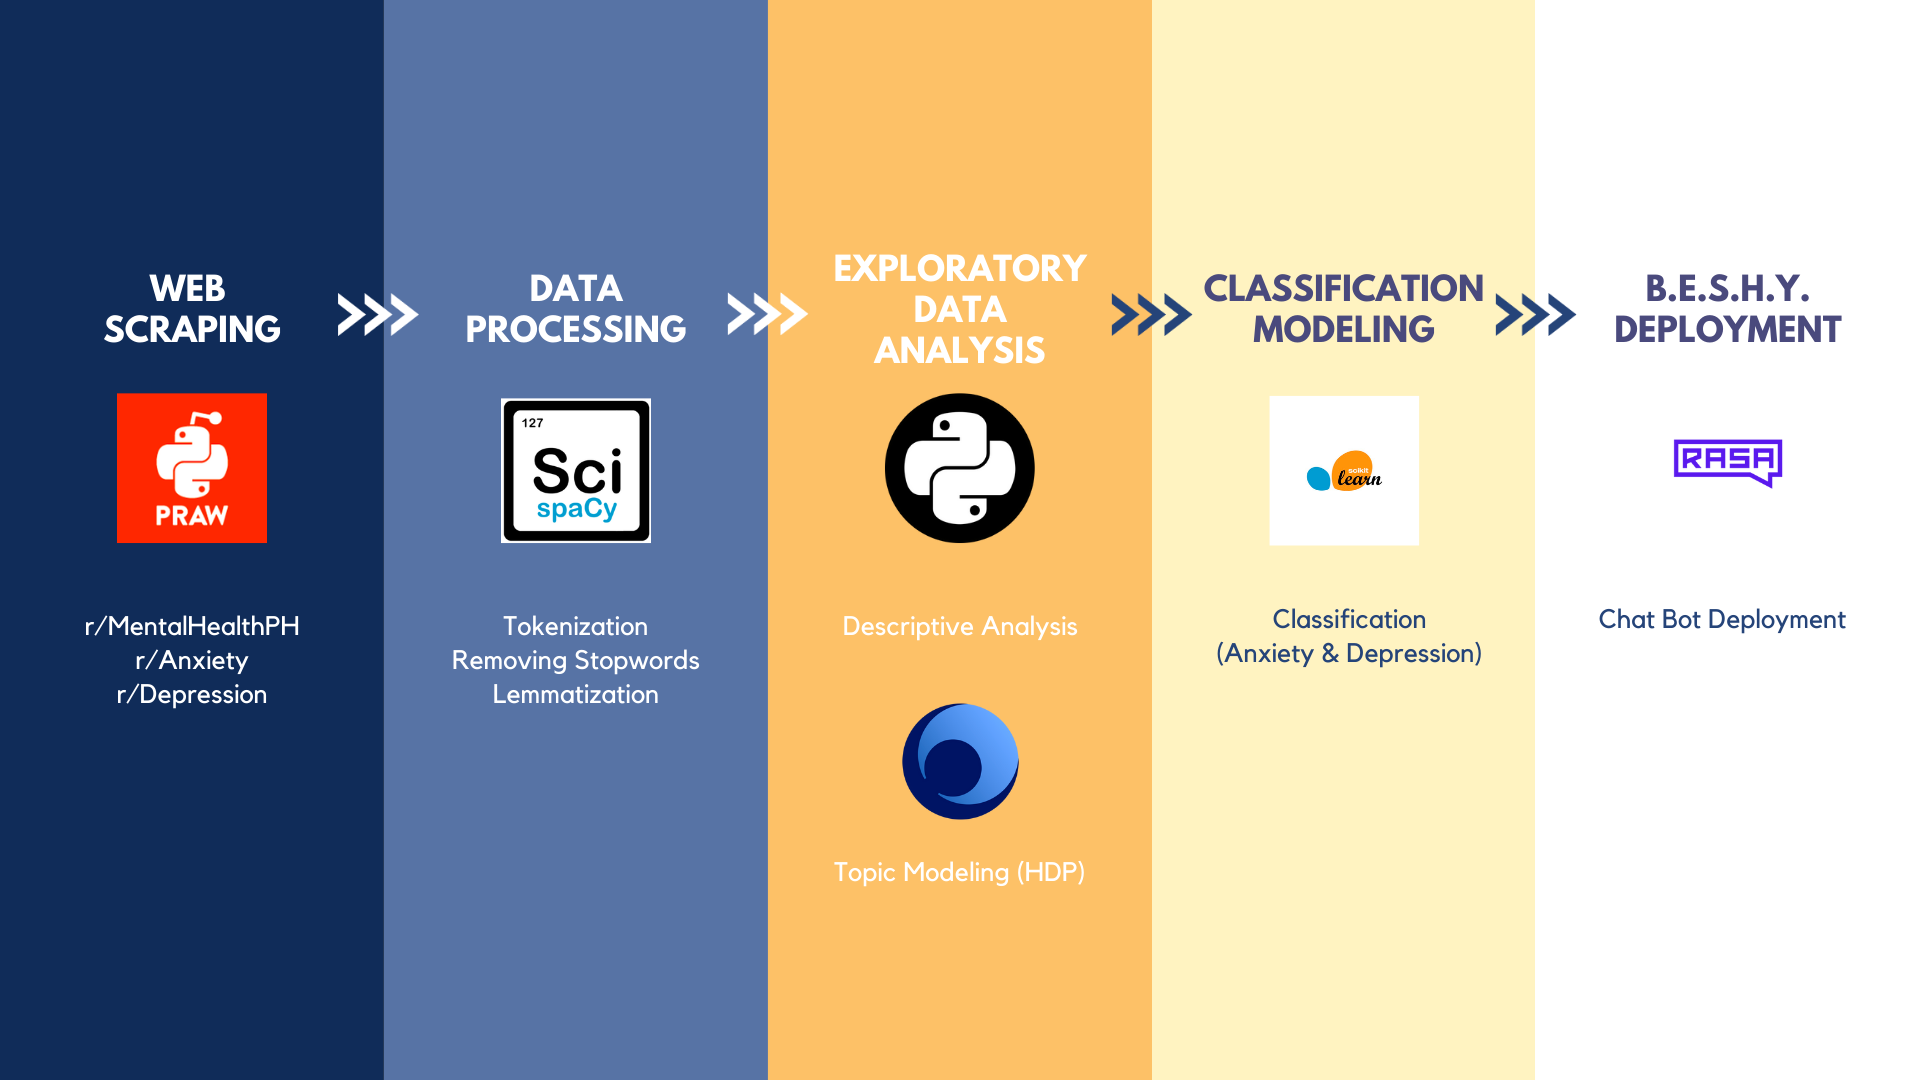 WEB
SCRAPING
PRAW
r/MentalHealthPH
r/Anxiety
r/Depression
DATA
PROCESSING
127
Sci
spaCy
Tokenization
Removing Stopwords
Lemmatization
EXPLORATORY
DATA
ANALYSIS
Descriptive Analysis
Topic Modeling (HDP)
CLASSIFICATION
MODELING
scikit
learn
Classification
(Anxiety & Depression)
B.E.S.H.Y.
DEPLOYMENT
RASA
Chat Bot Deployment